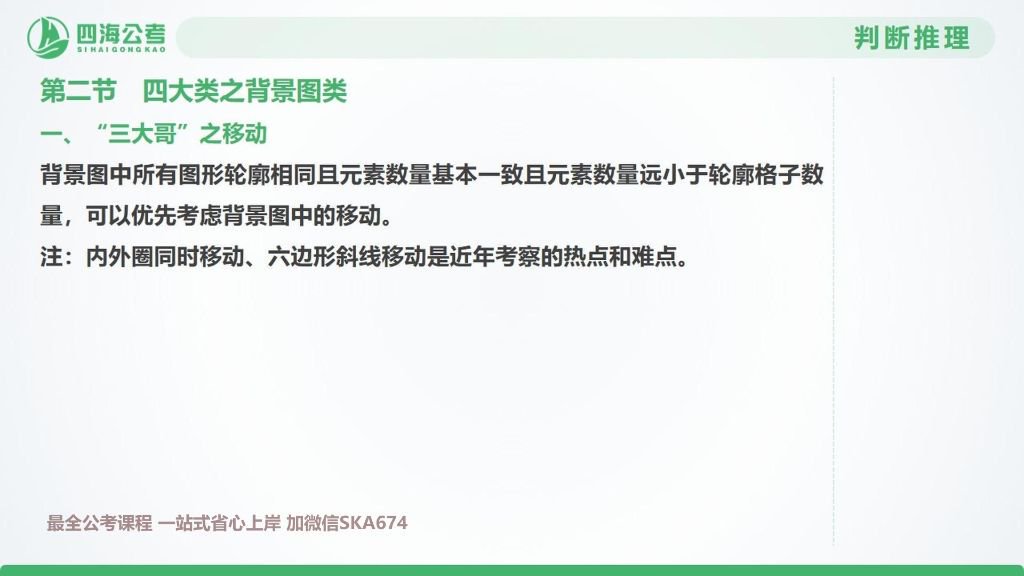 四海公考
SIHAIGONGKAO
判断推理
第二节 四大类之背景图类
一、“三大哥”之移动
背景图中所有图形轮廓相同且元素数量基本一致且元素数量远小于轮廓格子数
量，可以优先考虑背景图中的移动。
注：内外圈同时移动、六边形斜线移动是近年考察的热点和难点。
最全公考课程 一站式省心上岸 加微信SKA674